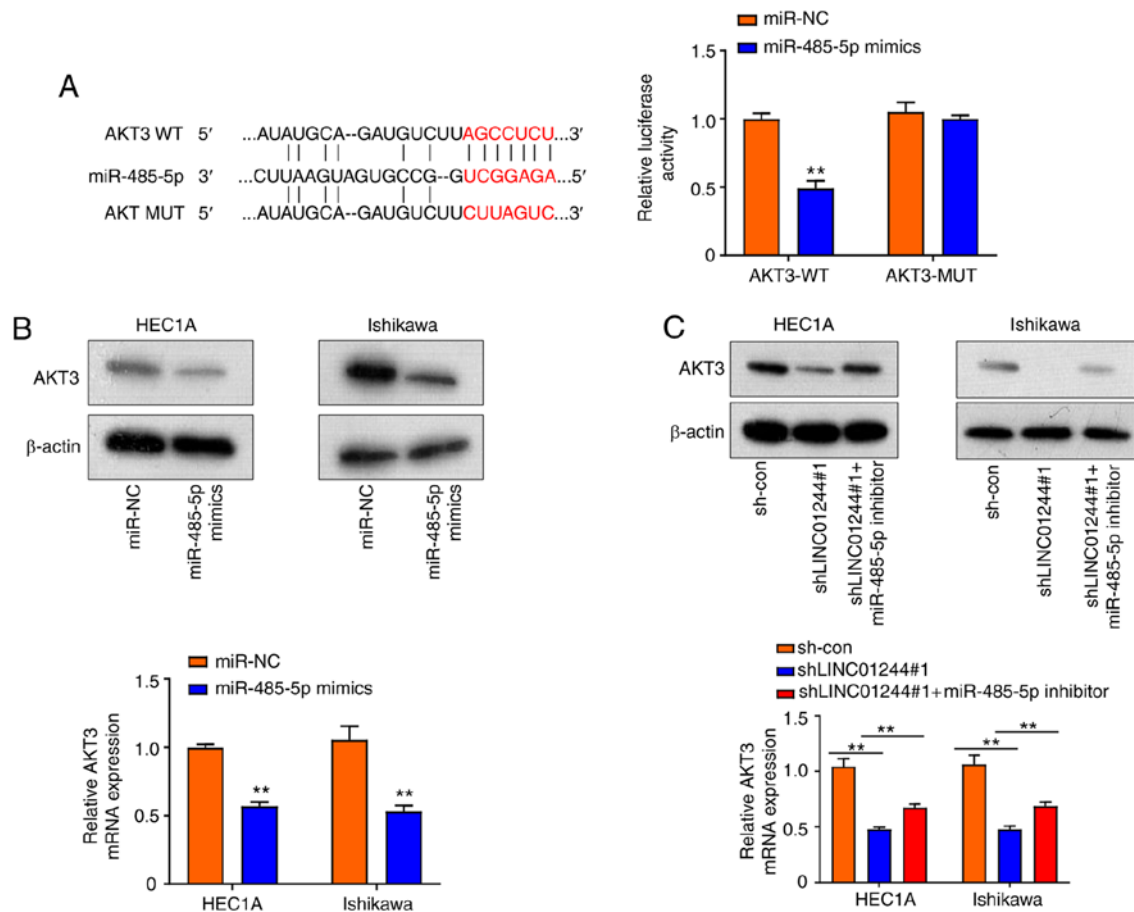 A
AKT3 WT 5′ ...AUAUGCA--GAUGUCUUAGCCUCU...3′
miR-485-5p 3′ ...CUUAAGUAGUGCCG--GUCGGAGA...5′
AKT MUT 5′ ...AUAUGCA--GAUGUCUUCUUAGUC...3′
miR-NC
miR-485-5p mimics
Relative luciferase
activity
1.5
1.0
0.5
0
**
AKT3-WT AKT3-MUT
B
HEC1A Ishikawa
AKT3
β-actin
miR-NC
miR-485-5p
mimics
miR-NC
miR-485-5p
mimics
miR-NC
miR-485-5p mimics
Relative AKT3
mRNA expression
1.5
1.0
0.5
0
** **
HEC1A Ishikawa
C
HEC1A Ishikawa
AKT3
β-actin
sh-con
shLINC01244#1
shLINC01244#1+
miR-485-5p inhibitor
sh-con
shLINC01244#1
shLINC01244#1+
miR-485-5p inhibitor
sh-con
shLINC01244#1
shLINC01244#1+miR-485-5p inhibitor
Relative AKT3
mRNA expression
1.5
1.0
0.5
0
** **
** **
HEC1A Ishikawa